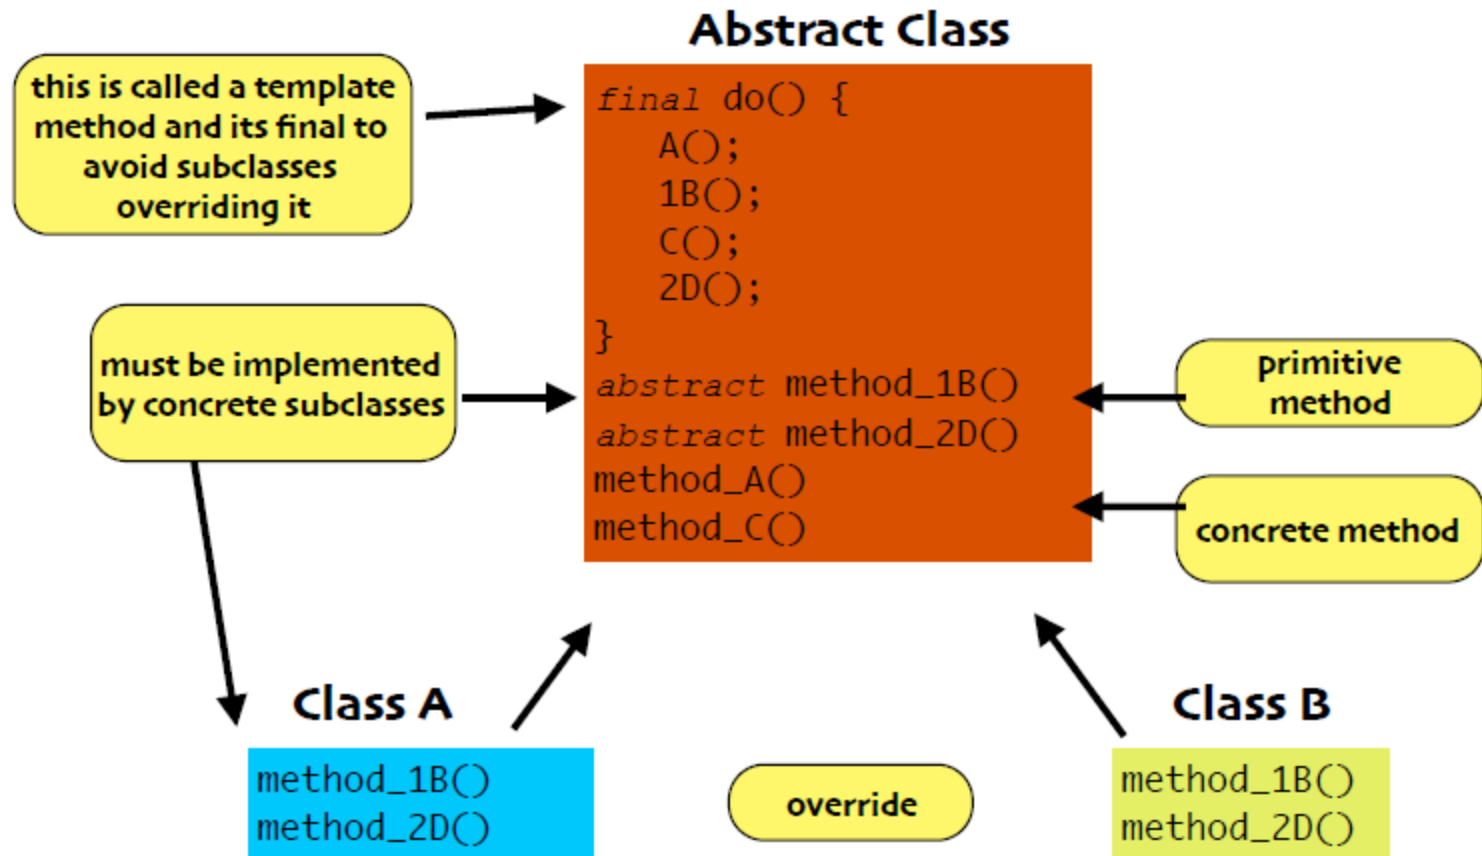 Abstract Class
this is called a template
method and its final to
avoid subclasses
overriding it
final do() {
A();
1B();
C();
2D();
}
abstract method_1B()
abstract method_2D()
method_A()
method_C()
must be implemented
by concrete subclasses
primitive
method
concrete method
Class A
method_1B()
method_2D()
override
Class B
method_1B()
method_2D()